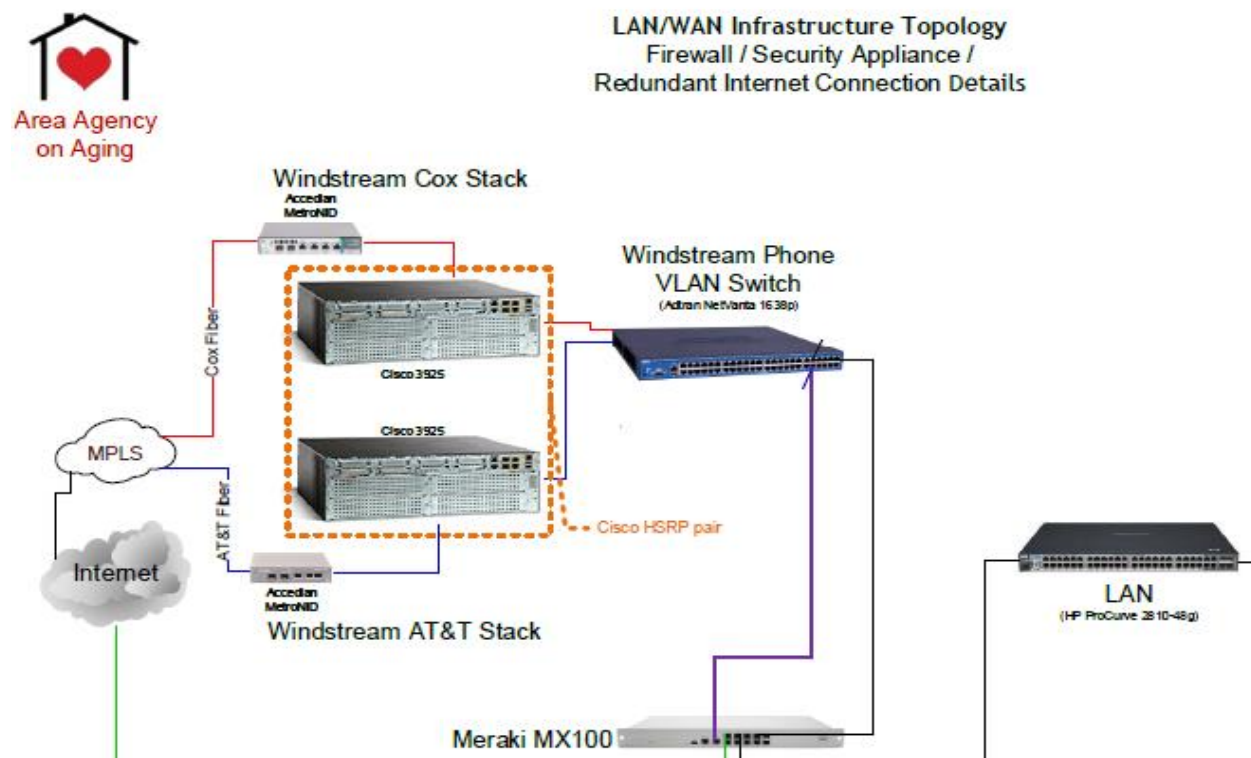 LAN/WAN Infrastructure Topology
Firewall / Security Appliance /
Redundant Internet Connection Details
Area Agency
on Aging
Windstream Cox Stack
Accedian
MetroNID
Windstream Phone
VLAN Switch
(Adtran NetVanta 1638p)
Cox Fiber
Cisco 3925
Cisco 3925
MPLS
AT&T Fiber
Cisco HSRP pair
Internet
Accedian
MetroNID
Windstream AT&T Stack
LAN
(HP ProCurve 2810-48g)
Meraki MX100